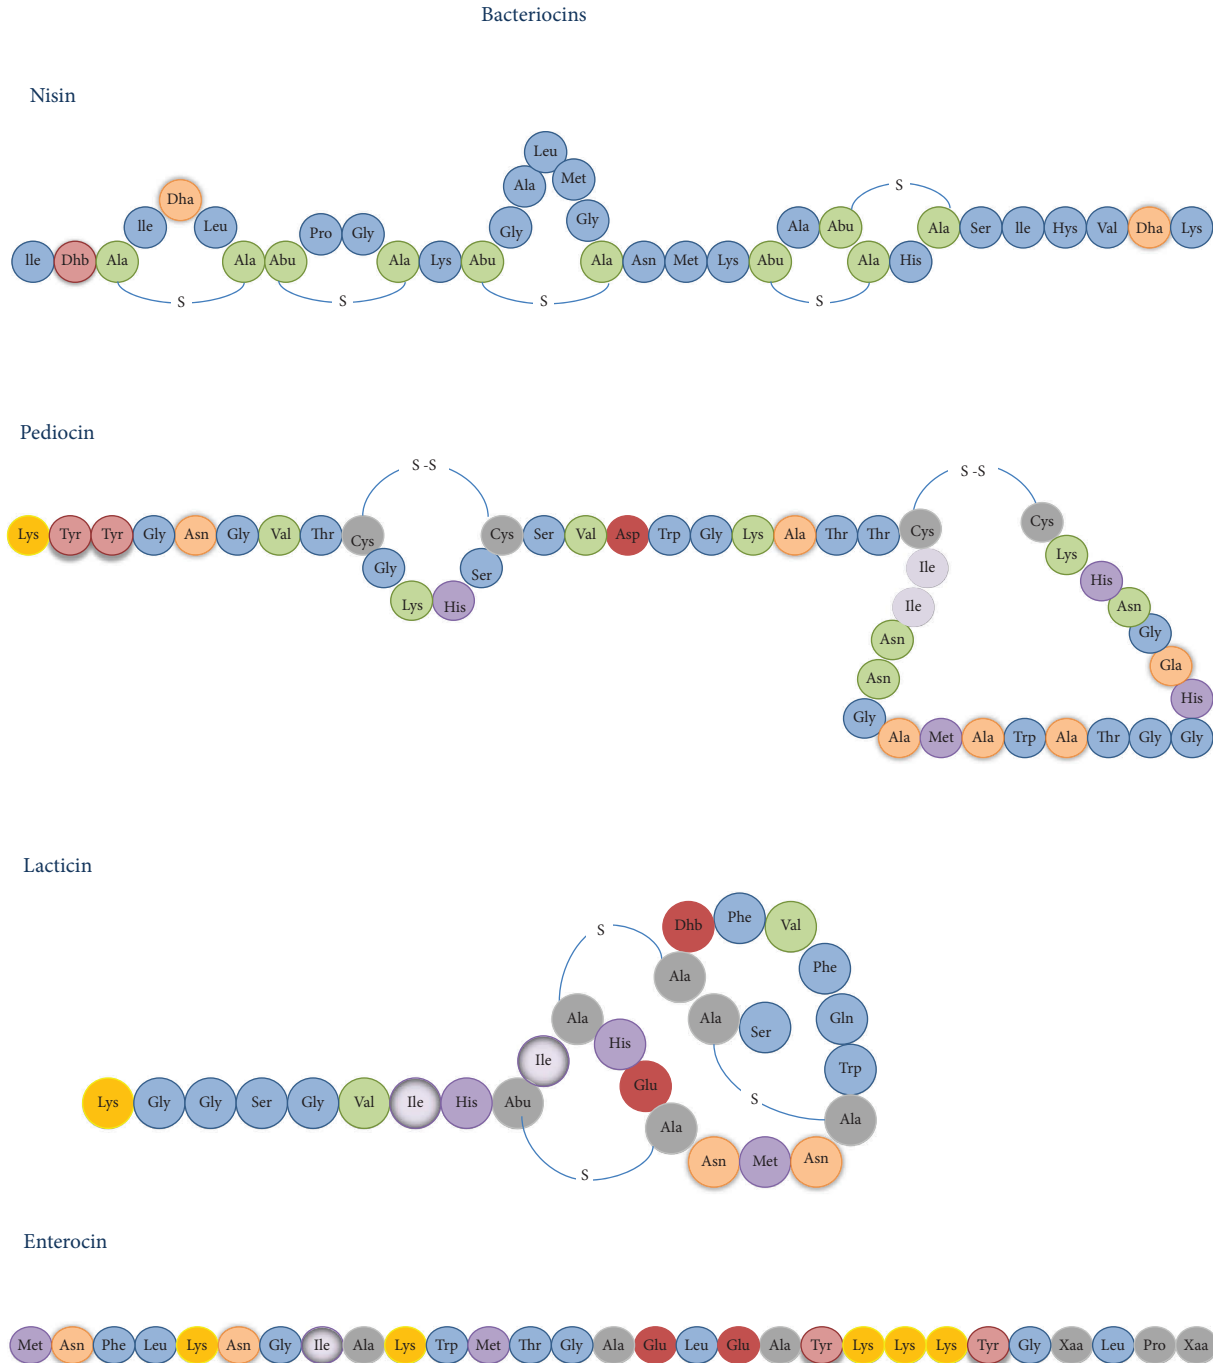 Bacteriocins
Nisin
Ile Dhb Ala Ile Dha Leu Ala Abu Pro Gly Ala Lys Abu Gly Ala Leu Met Gly Ala Asn Met Lys Abu Ala Abu Ala His Ala Ser Ile Hys Val Dha Lys
S S S S S
Pediocin
Lys Tyr Tyr Gly Asn Gly Val Thr Cys Gly Lys His Ser Cys Ser Val Asp Trp Gly Lys Ala Thr Thr Cys Ile Ile Asn Asn Gly Ala Met Ala Trp Ala Thr Gly Gly His Gla Gly Asn His Lys Cys
S -S S -S
Lacticin
Lys Gly Gly Ser Gly Val Ile His Abu Ile Ala His Glu Ala Asn Met Asn Ala Trp Gln Phe Val Phe Dhb Ala Ala Ser
S S S
Enterocin
Met Asn Phe Leu Lys Asn Gly Ile Ala Lys Trp Met Thr Gly Ala Glu Leu Glu Ala Tyr Lys Lys Lys Tyr Gly Xaa Leu Pro Xaa